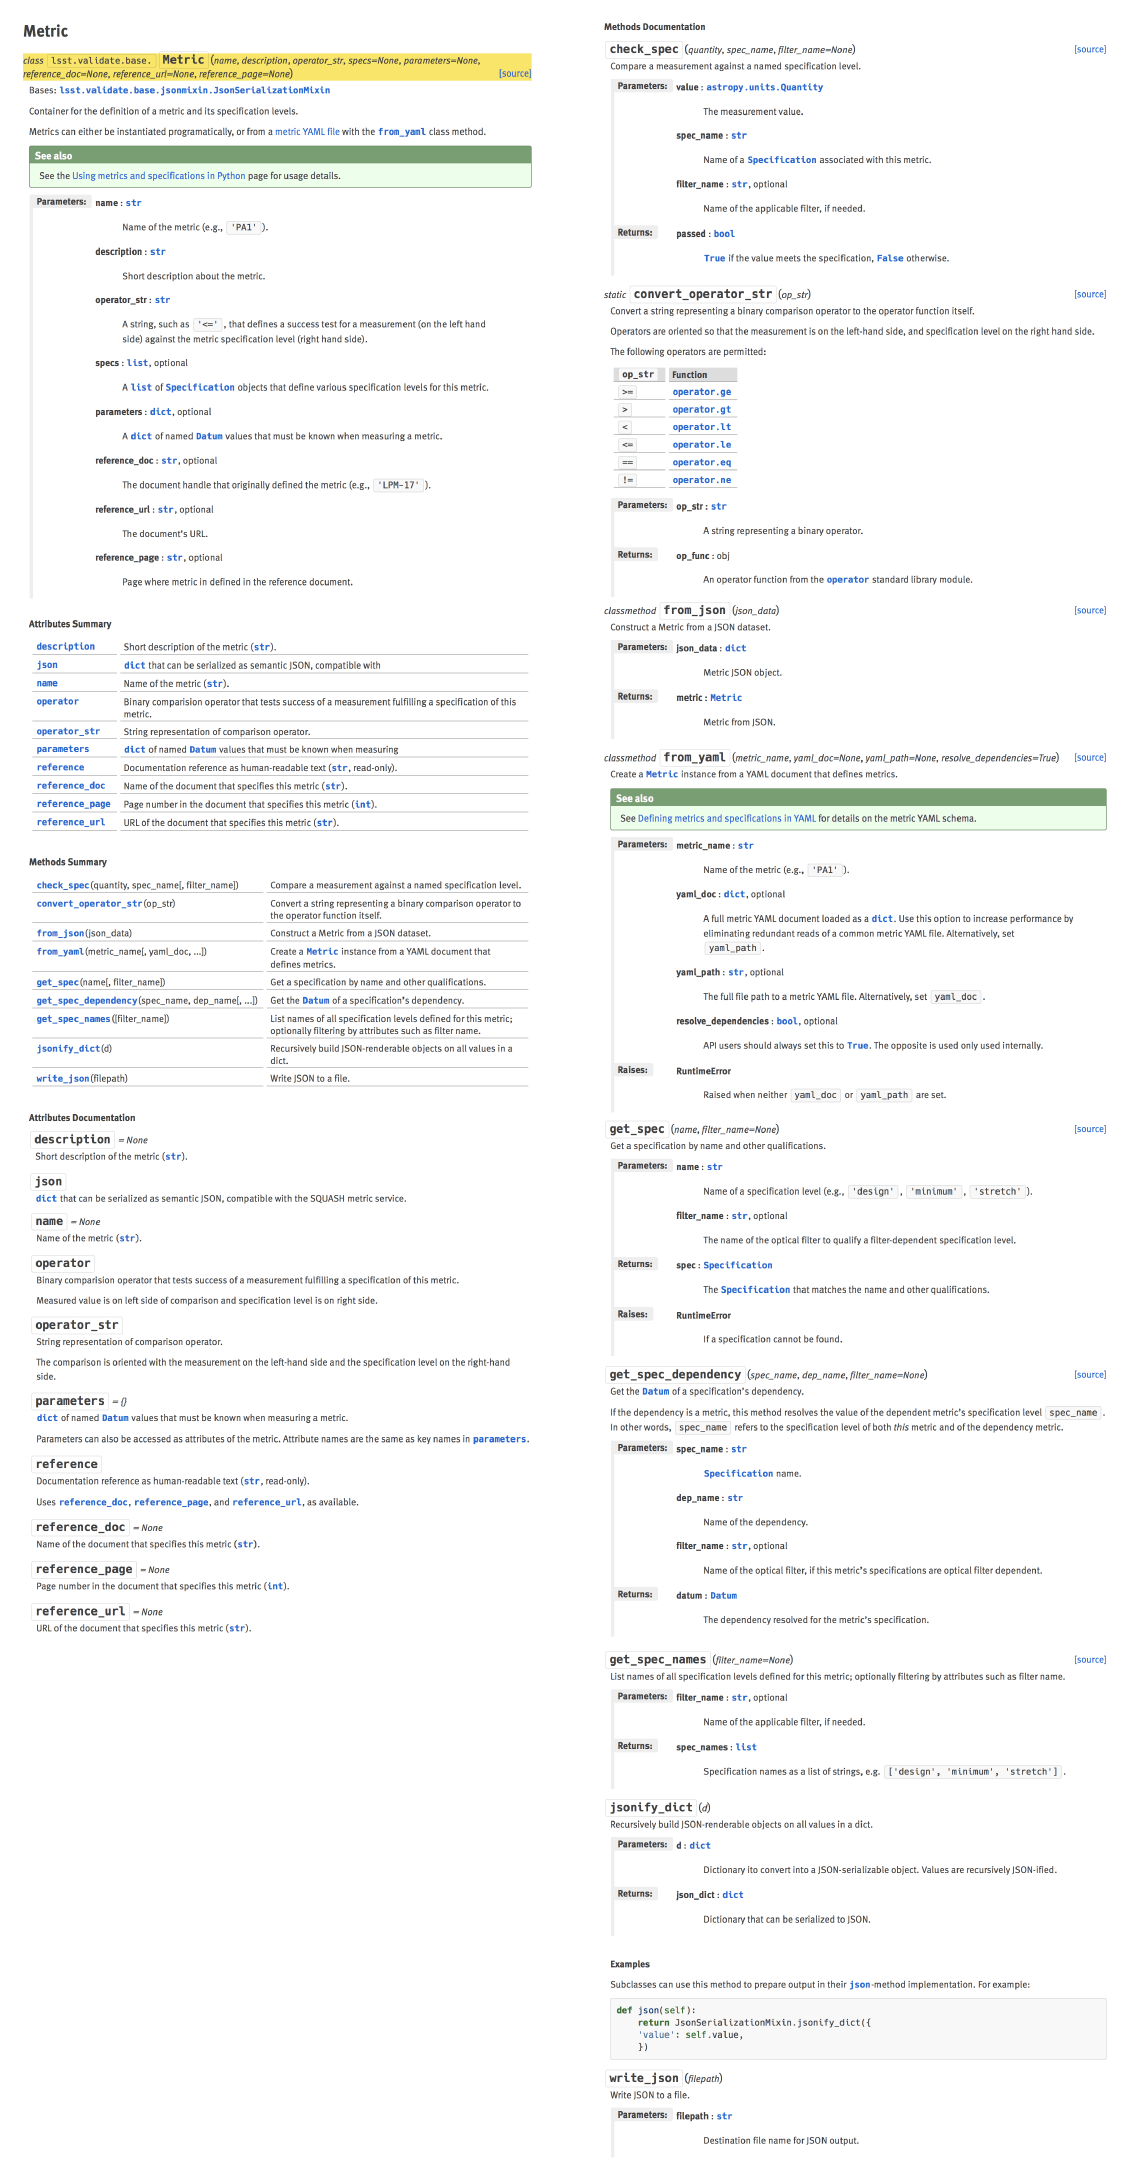 Metric
class lsst.validate.base. Metric (name, description, operator_str, specs=None, parameters=None,
reference_doc=None, reference_url=None, reference_page=None) [source]
Bases: lsst.validate.base.jsonmixin.JsonSerializationMixin
Container for the definition of a metric and its specification levels.
Metrics can either be instantiated programatically, or from a metric YAML file with the from_yaml class method.
See also
See the Using metrics and specifications in Python page for usage details.
Parameters: name : str
Name of the metric (e.g., 'PA1' ).
description : str
Short description about the metric.
operator_str : str
A string, such as '<=' , that defines a success test for a measurement (on the left hand
side) against the metric specification level (right hand side).
specs : list, optional
A list of Specification objects that define various specification levels for this metric.
parameters : dict, optional
A dict of named Datum values that must be known when measuring a metric.
reference_doc : str, optional
The document handle that originally defined the metric (e.g., 'LPM-17' ).
reference_url : str, optional
The document's URL.
reference_page : str, optional
Page where metric in defined in the reference document.
Attributes Summary
description Short description of the metric (str).
json dict that can be serialized as semantic JSON, compatible with
name Name of the metric (str).
operator Binary comparision operator that tests success of a measurement fulfilling a specification of this
metric.
operator_str String representation of comparison operator.
parameters dict of named Datum values that must be known when measuring
reference Documentation reference as human-readable text (str, read-only).
reference_doc Name of the document that specifies this metric (str).
reference_page Page number in the document that specifies this metric (int).
reference_url URL of the document that specifies this metric (str).
Methods Summary
check_spec(quantity, spec_name[, filter_name]) Compare a measurement against a named specification level.
convert_operator_str(op_str) Convert a string representing a binary comparison operator to
the operator function itself.
from_json(json_data) Construct a Metric from a JSON dataset.
from_yaml(metric_name[, yaml_doc, ...]) Create a Metric instance from a YAML document that
defines metrics.
get_spec(name[, filter_name]) Get a specification by name and other qualifications.
get_spec_dependency(spec_name, dep_name[, ...]) Get the Datum of a specification's dependency.
get_spec_names([filter_name]) List names of all specification levels defined for this metric;
optionally filtering by attributes such as filter name.
jsonify_dict(d) Recursively build JSON-renderable objects on all values in a
dict.
write_json(filepath) Write JSON to a file.
Attributes Documentation
description = None
Short description of the metric (str).
json
dict that can be serialized as semantic JSON, compatible with the SQUASH metric service.
name = None
Name of the metric (str).
operator
Binary comparision operator that tests success of a measurement fulfilling a specification of this metric.
Measured value is on left side of comparison and specification level is on right side.
operator_str
String representation of comparison operator.
The comparison is oriented with the measurement on the left-hand side and the specification level on the right-hand
side.
parameters = {}
dict of named Datum values that must be known when measuring a metric.
Parameters can also be accessed as attributes of the metric. Attribute names are the same as key names in parameters.
reference
Documentation reference as human-readable text (str, read-only).
Uses reference_doc, reference_page, and reference_url, as available.
reference_doc = None
Name of the document that specifies this metric (str).
reference_page = None
Page number in the document that specifies this metric (int).
reference_url = None
URL of the document that specifies this metric (str).
Methods Documentation
check_spec (quantity, spec_name, filter_name=None) [source]
Compare a measurement against a named specification level.
Parameters: value : astropy.units.Quantity
The measurement value.
spec_name : str
Name of a Specification associated with this metric.
filter_name : str, optional
Name of the applicable filter, if needed.
Returns: passed : bool
True if the value meets the specification, False otherwise.
static convert_operator_str (op_str) [source]
Convert a string representing a binary comparison operator to the operator function itself.
Operators are oriented so that the measurement is on the left-hand side, and specification level on the right hand side.
The following operators are permitted:
op_str Function
>= operator.ge
> operator.gt
< operator.lt
<= operator.le
== operator.eq
!= operator.ne
Parameters: op_str : str
A string representing a binary operator.
Returns: op_func : obj
An operator function from the operator standard library module.
classmethod from_json (json_data) [source]
Construct a Metric from a JSON dataset.
Parameters: json_data : dict
Metric JSON object.
Returns: metric : Metric
Metric from JSON.
classmethod from_yaml (metric_name, yaml_doc=None, yaml_path=None, resolve_dependencies=True) [source]
Create a Metric instance from a YAML document that defines metrics.
See also
See Defining metrics and specifications in YAML for details on the metric YAML schema.
Parameters: metric_name : str
Name of the metric (e.g., 'PA1' ).
yaml_doc : dict, optional
A full metric YAML document loaded as a dict. Use this option to increase performance by
eliminating redundant reads of a common metric YAML file. Alternatively, set
yaml_path .
yaml_path : str, optional
The full file path to a metric YAML file. Alternatively, set yaml_doc .
resolve_dependencies : bool, optional
API users should always set this to True. The opposite is used only used internally.
Raises: RuntimeError
Raised when neither yaml_doc or yaml_path are set.
get_spec (name, filter_name=None) [source]
Get a specification by name and other qualifications.
Parameters: name : str
Name of a specification level (e.g., 'design' , 'minimum' , 'stretch' ).
filter_name : str, optional
The name of the optical filter to qualify a filter-dependent specification level.
Returns: spec : Specification
The Specification that matches the name and other qualifications.
Raises: RuntimeError
If a specification cannot be found.
get_spec_dependency (spec_name, dep_name, filter_name=None) [source]
Get the Datum of a specification's dependency.
If the dependency is a metric, this method resolves the value of the dependent metric's specification level spec_name .
In other words, spec_name refers to the specification level of both this metric and of the dependency metric.
Parameters: spec_name : str
Specification name.
dep_name : str
Name of the dependency.
filter_name : str, optional
Name of the optical filter, if this metric's specifications are optical filter dependent.
Returns: datum : Datum
The dependency resolved for the metric's specification.
get_spec_names (filter_name=None) [source]
List names of all specification levels defined for this metric; optionally filtering by attributes such as filter name.
Parameters: filter_name : str, optional
Name of the applicable filter, if needed.
Returns: spec_names : list
Specification names as a list of strings, e.g. ['design', 'minimum', 'stretch'] .
jsonify_dict (d)
Recursively build JSON-renderable objects on all values in a dict.
Parameters: d : dict
Dictionary ito convert into a JSON-serializable object. Values are recursively JSON-ified.
Returns: json_dict : dict
Dictionary that can be serialized to JSON.
Examples
Subclasses can use this method to prepare output in their json-method implementation. For example:
def json(self):
return JsonSerializationMixin.jsonify_dict({
'value': self.value,
})
write_json (filepath)
Write JSON to a file.
Parameters: filepath : str
Destination file name for JSON output.